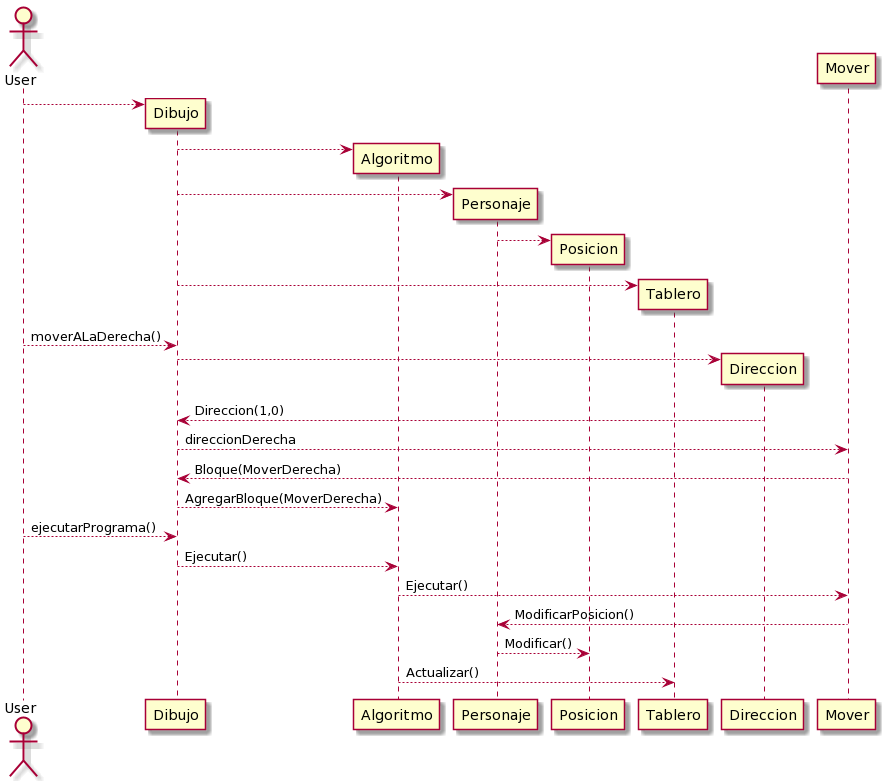 User
Mover
Dibujo
Algoritmo
Personaje
Posicion
Tablero
moverALaDerecha()
Direccion
Direccion(1,0)
direccionDerecha
Bloque(MoverDerecha)
AgregarBloque(MoverDerecha)
ejecutarPrograma()
Ejecutar()
Ejecutar()
ModificarPosicion()
Modificar()
Actualizar()
User
Dibujo
Algoritmo
Personaje
Posicion
Tablero
Direccion
Mover